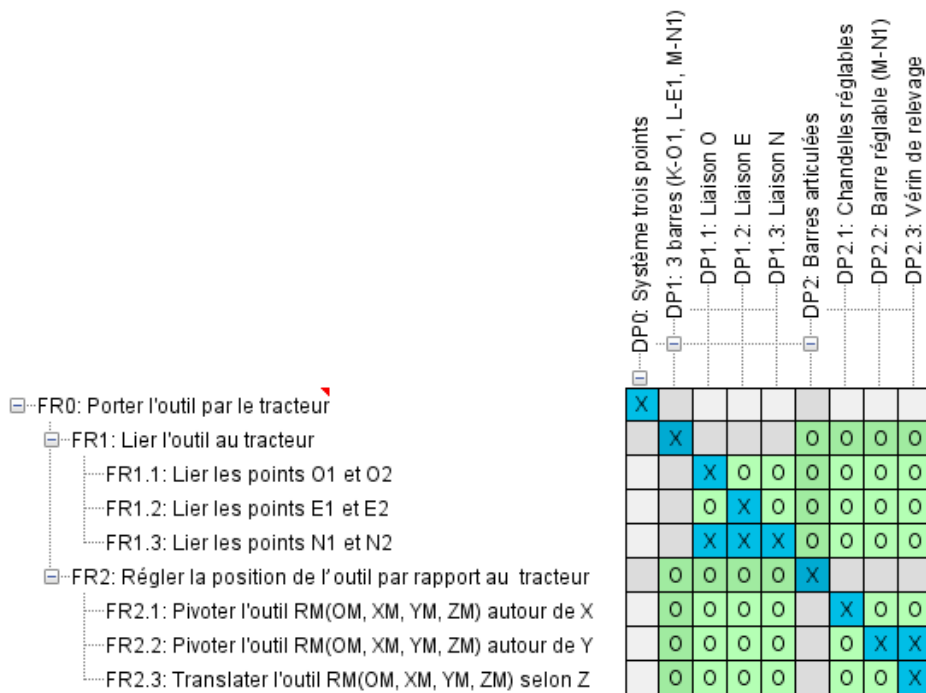 DP0: Système trois points
DP1: 3 barres (K-O1, L-E1, M-N1)
DP1.1: Liaison O
DP1.2: Liaison E
DP1.3: Liaison N
DP2: Barres articulées
DP2.1: Chandelles réglables
DP2.2: Barre réglable (M-N1)
DP2.3: Vérin de relevage
FR0: Porter l'outil par le tracteur X
FR1: Lier l'outil au tracteur X O O O O
FR1.1: Lier les points O1 et O2 X O O O O O O
FR1.2: Lier les points E1 et E2 O X O O O O O
FR1.3: Lier les points N1 et N2 X X X O O O O
FR2: Régler la position de l'outil par rapport au tracteur O O O O X
FR2.1: Pivoter l'outil RM(OM, XM, YM, ZM) autour de X O O O O X O O
FR2.2: Pivoter l'outil RM(OM, XM, YM, ZM) autour de Y O O O O O X X
FR2.3: Translater l'outil RM(OM, XM, YM, ZM) selon Z O O O O O O X